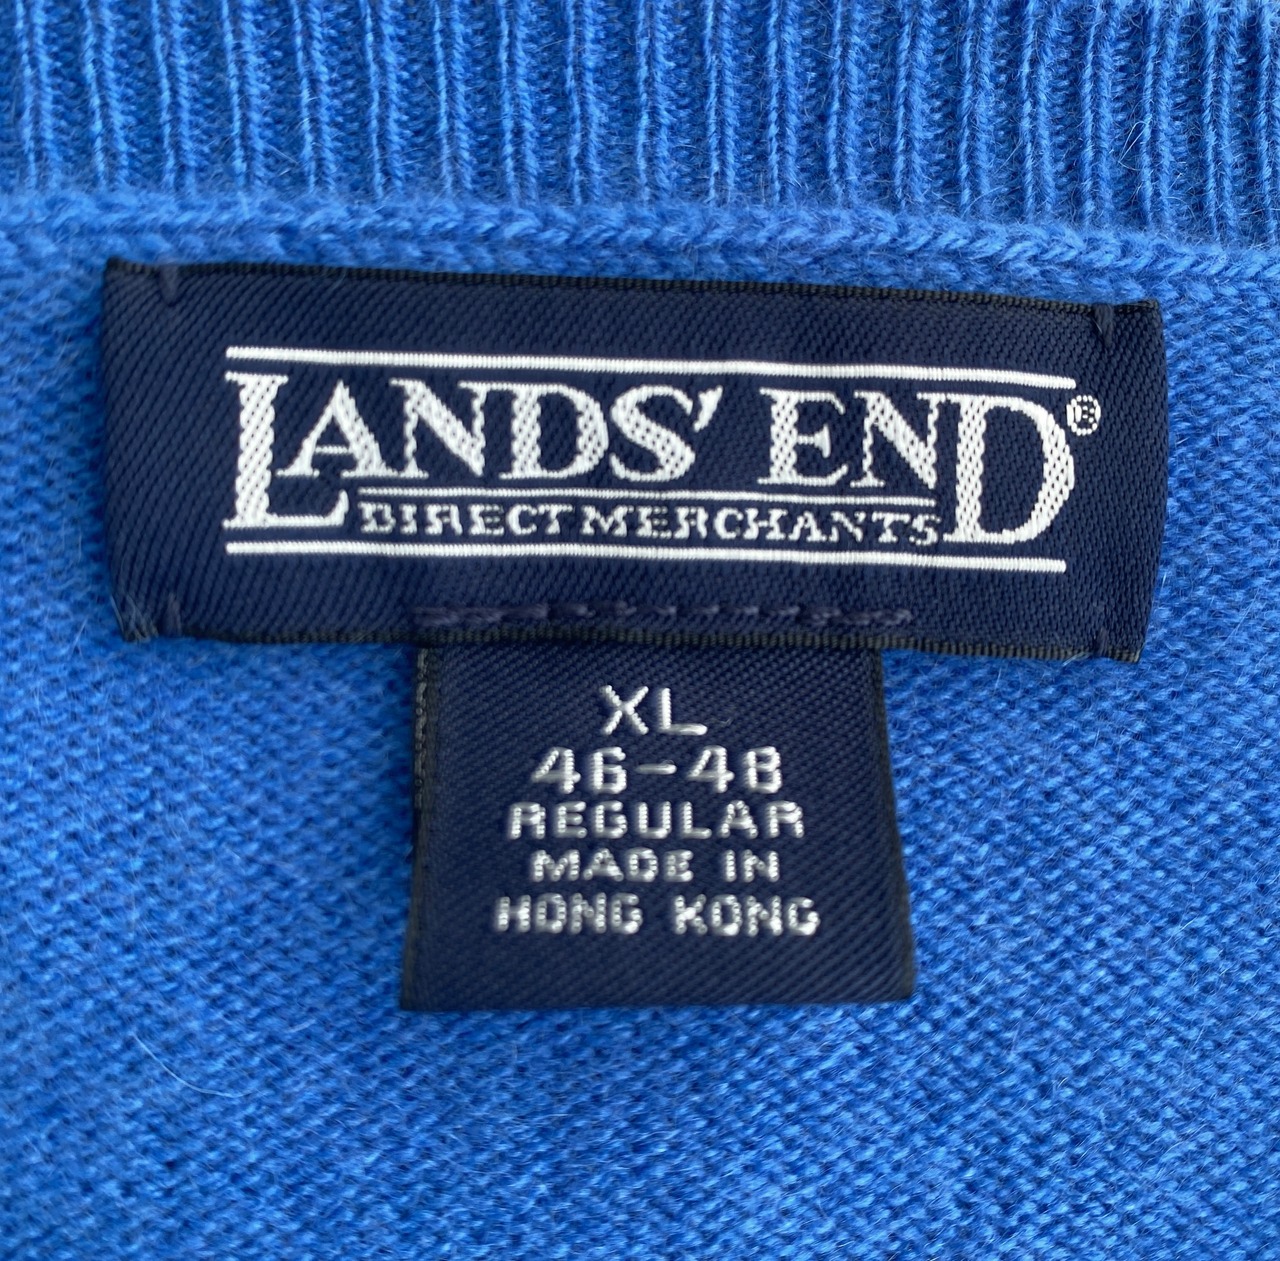 LANDS' END®
DIRECT MERCHANTS
XL
46-48
REGULAR
MADE IN
HONG KONG